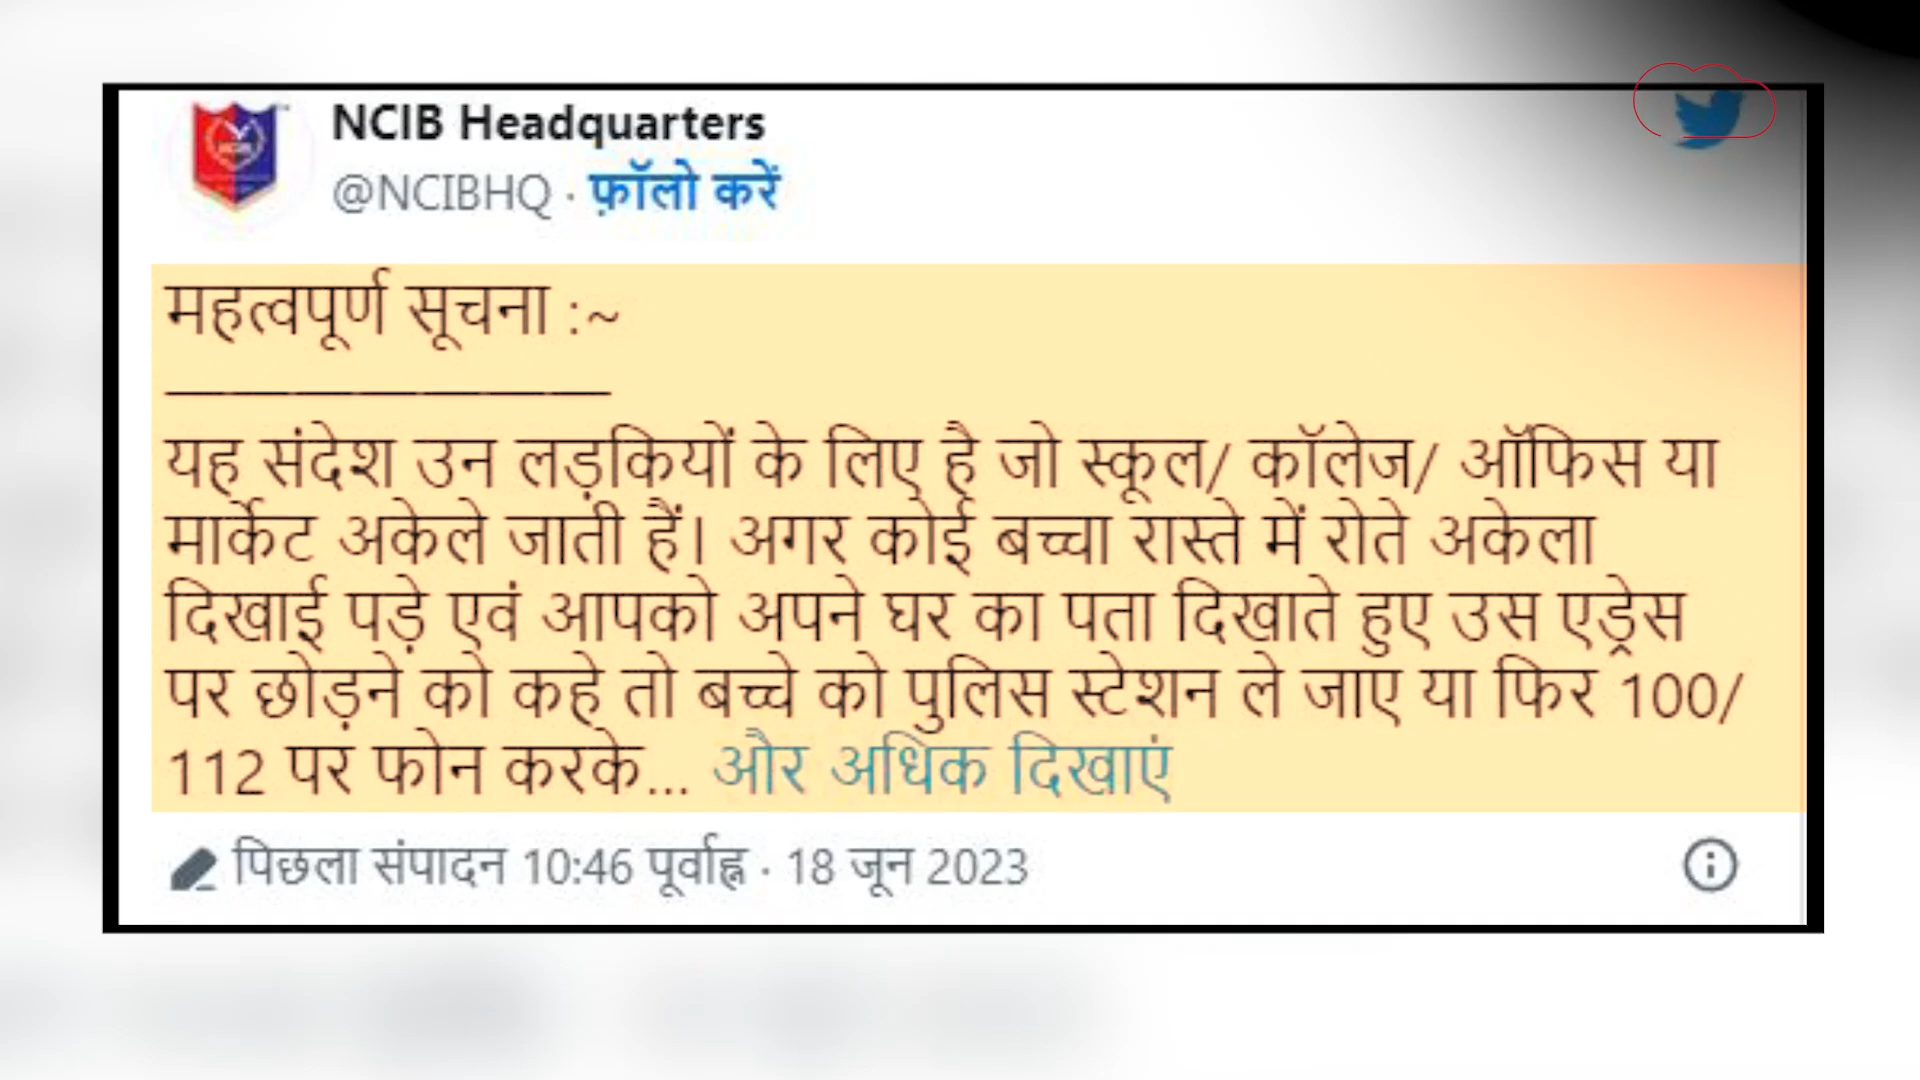 NCIB Headquarters
@NCIBHQ · फ़ॉलो करें
महत्वपूर्ण सूचना :~
———————————
यह संदेश उन लड़कियों के लिए है जो स्कूल/ कॉलेज/ ऑफिस या
मार्केट अकेले जाती हैं। अगर कोई बच्चा रास्ते में रोते अकेला
दिखाई पड़े एवं आपको अपने घर का पता दिखाते हुए उस एड्रेस
पर छोड़ने को कहे तो बच्चे को पुलिस स्टेशन ले जाए या फिर 100/
112 पर फोन करके... और अधिक दिखाएं
पिछला संपादन 10:46 पूर्वाह्न · 18 जून 2023